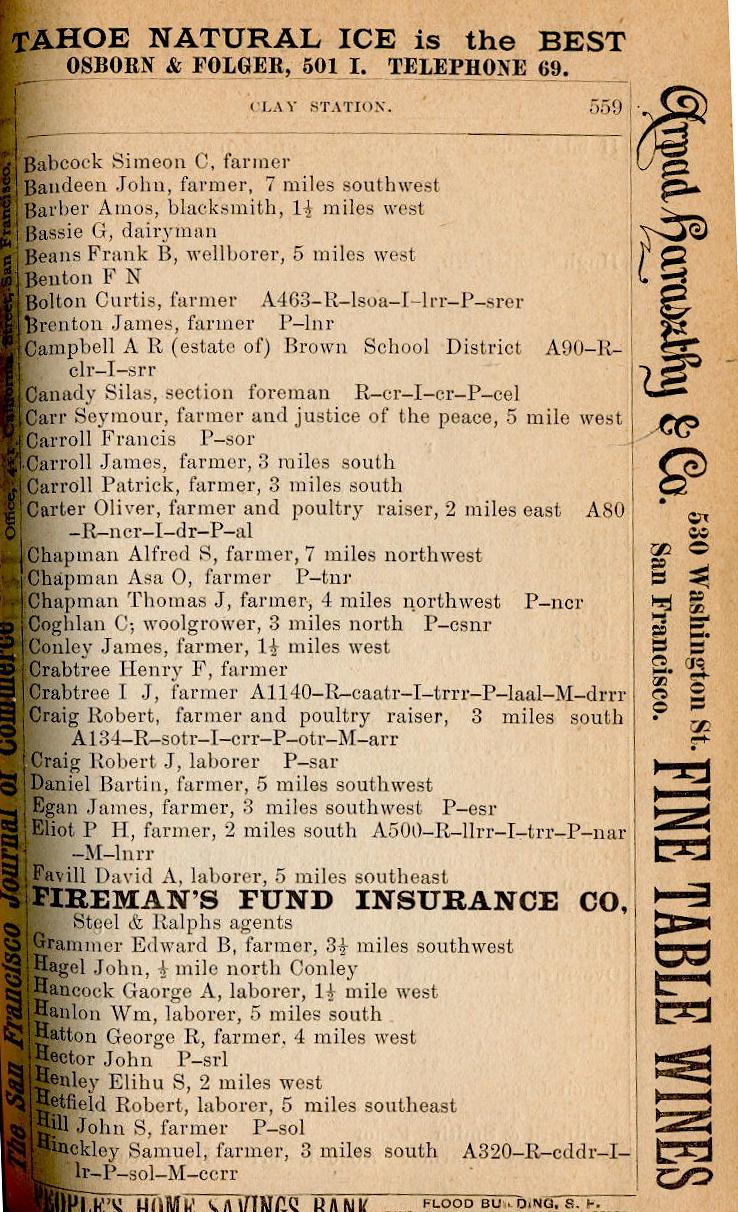 TAHOE NATURAL ICE is the BEST
OSBORN & FOLGER, 501 I. TELEPHONE 69.
CLAY STATION. 559
Babcock Simeon C, farmer
Bandeen John, farmer, 7 miles southwest
Barber Amos, blacksmith, 1½ miles west
Bassie G, dairyman
Beans Frank B, wellborer, 5 miles west
Benton F N
Bolton Curtis, farmer A463–R–lsoa–I–lrr–P–srer
Brenton James, farmer P–lnr
Campbell A R (estate of) Brown School District A90–R–
clr–I–srr
Canady Silas, section foreman R–cr–I–cr–P–cel
Carr Seymour, farmer and justice of the peace, 5 mile west
Carroll Francis P–sor
Carroll James, farmer, 3 miles south
Carroll Patrick, farmer, 3 miles south
Carter Oliver, farmer and poultry raiser, 2 miles east A80
–R–ncr–I–dr–P–al
Chapman Alfred S, farmer, 7 miles northwest
Chapman Asa O, farmer P–tnr
Chapman Thomas J, farmer, 4 miles northwest P–ncr
Coghlan C; woolgrower, 3 miles north P–csnr
Conley James, farmer, 1½ miles west
Crabtree Henry F, farmer
Crabtree I J, farmer A1140–R–caatr–I–trrr–P–laal–M–drrr
Craig Robert, farmer and poultry raiser, 3 miles south
A134–R–sotr–I–crr–P–otr–M–arr
Craig Robert J, laborer P–sar
Daniel Bartin, farmer, 5 miles southwest
Egan James, farmer, 3 miles southwest P–esr
Eliot P H, farmer, 2 miles south A500–R–llrr–I–trr–P–nar
–M–lnrr
Favill David A, laborer, 5 miles southeast
FIREMAN'S FUND INSURANCE CO,
Steel & Ralphs agents
Grammer Edward B, farmer, 3½ miles southwest
Hagel John, ½ mile north Conley
Hancock Gaorge A, laborer, 1½ mile west
Hanlon Wm, laborer, 5 miles south
Hatton George R, farmer, 4 miles west
Hector John P–srl
Henley Elihu S, 2 miles west
Hetfield Robert, laborer, 5 miles southeast
Hill John S, farmer P–sol
Hinckley Samuel, farmer, 3 miles south A320–R–cddr–I–
lr–P–sol–M–ccrr
PEOPLE'S HOME SAVINGS BANK FLOOD BUILDING, S. F.
Arpad Haraszthy & Co. 530 Washington St.
San Francisco.
FINE TABLE WINES
The San Francisco Journal of Commerce
Office, California Street, San Francisco,